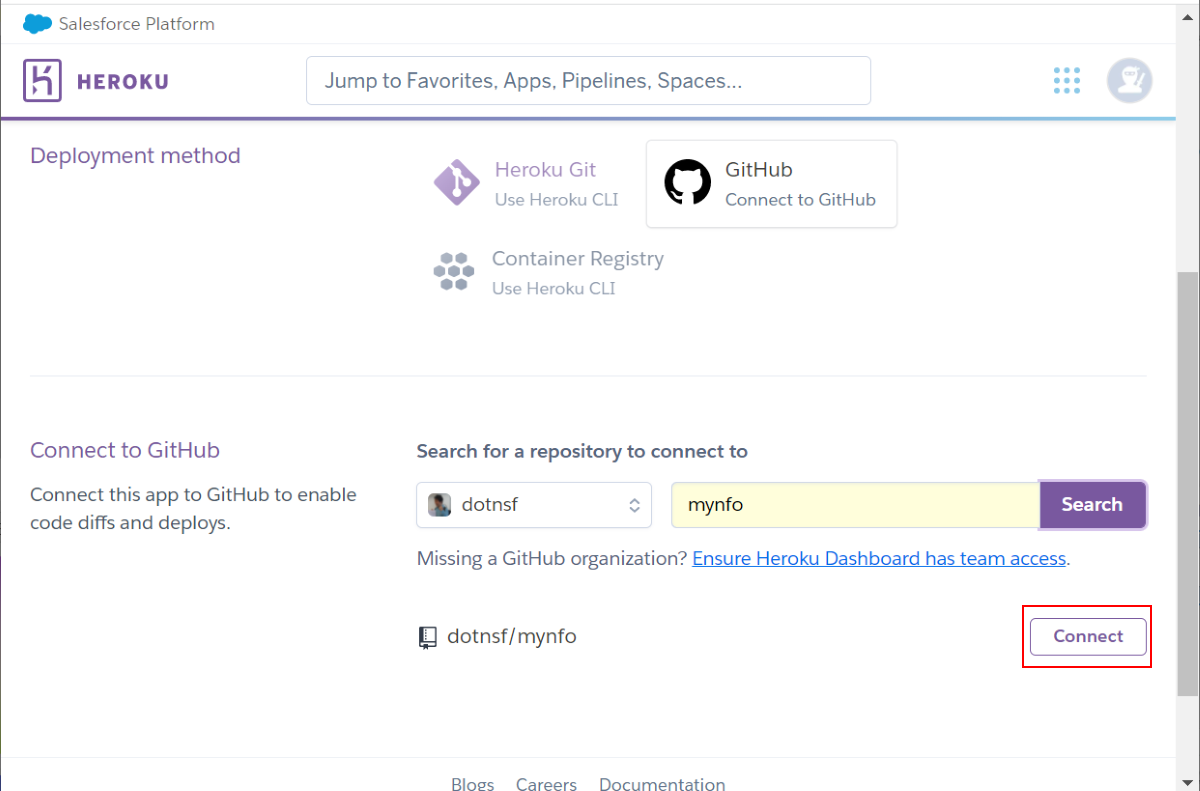 Salesforce Platform
HEROKU
Jump to Favorites, Apps, Pipelines, Spaces...
Deployment method
Heroku Git
Use Heroku CLI
GitHub
Connect to GitHub
Container Registry
Use Heroku CLI
Connect to GitHub
Connect this app to GitHub to enable
code diffs and deploys.
Search for a repository to connect to
dotnsf
mynfo
Search
Missing a GitHub organization? Ensure Heroku Dashboard has team access.
dotnsf/mynfo
Connect
Blogs Careers Documentation